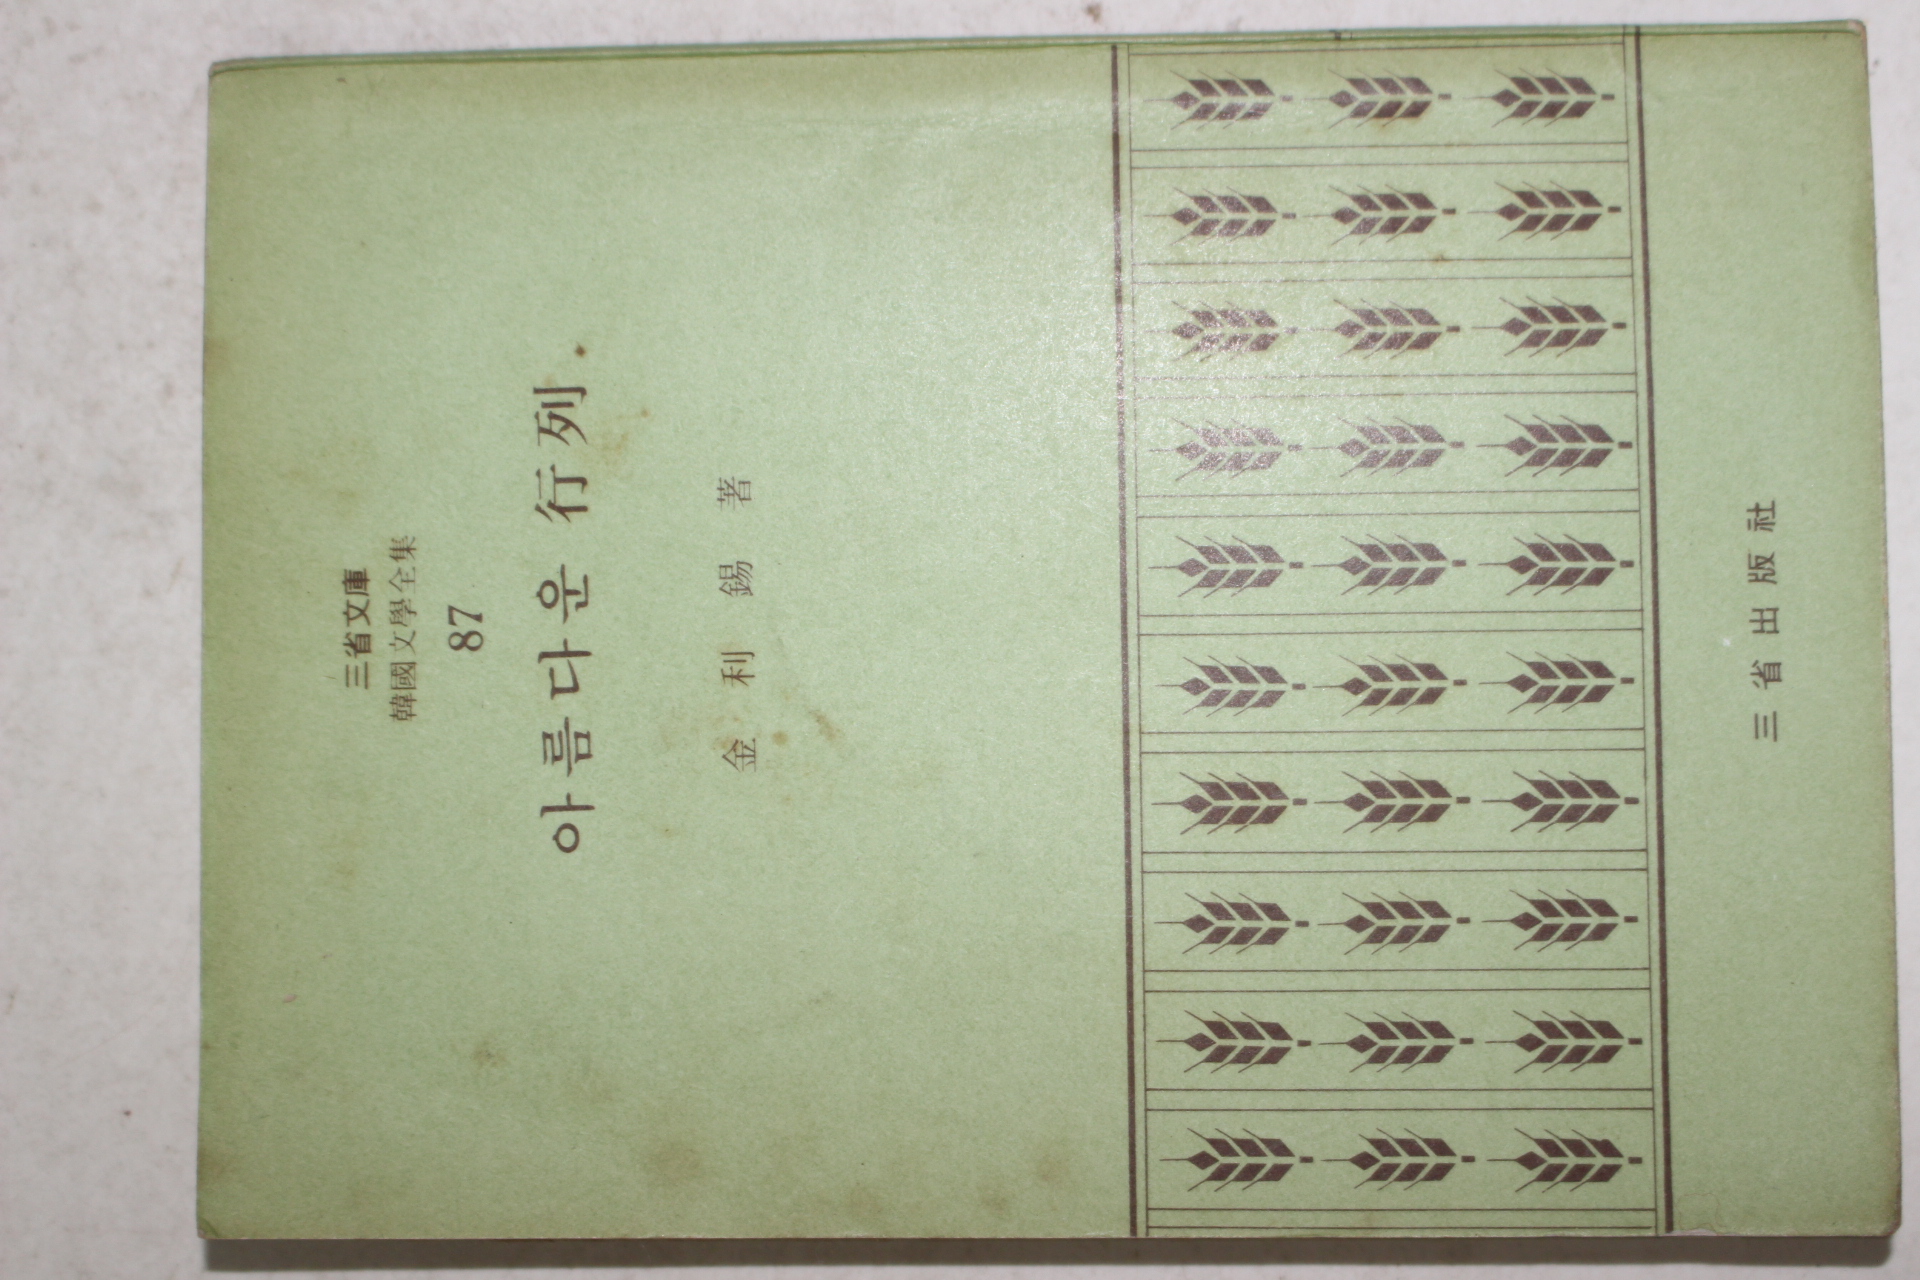 三省文庫
韓國文學全集
87
아름다운 行列
金利錫 著
三省出版社